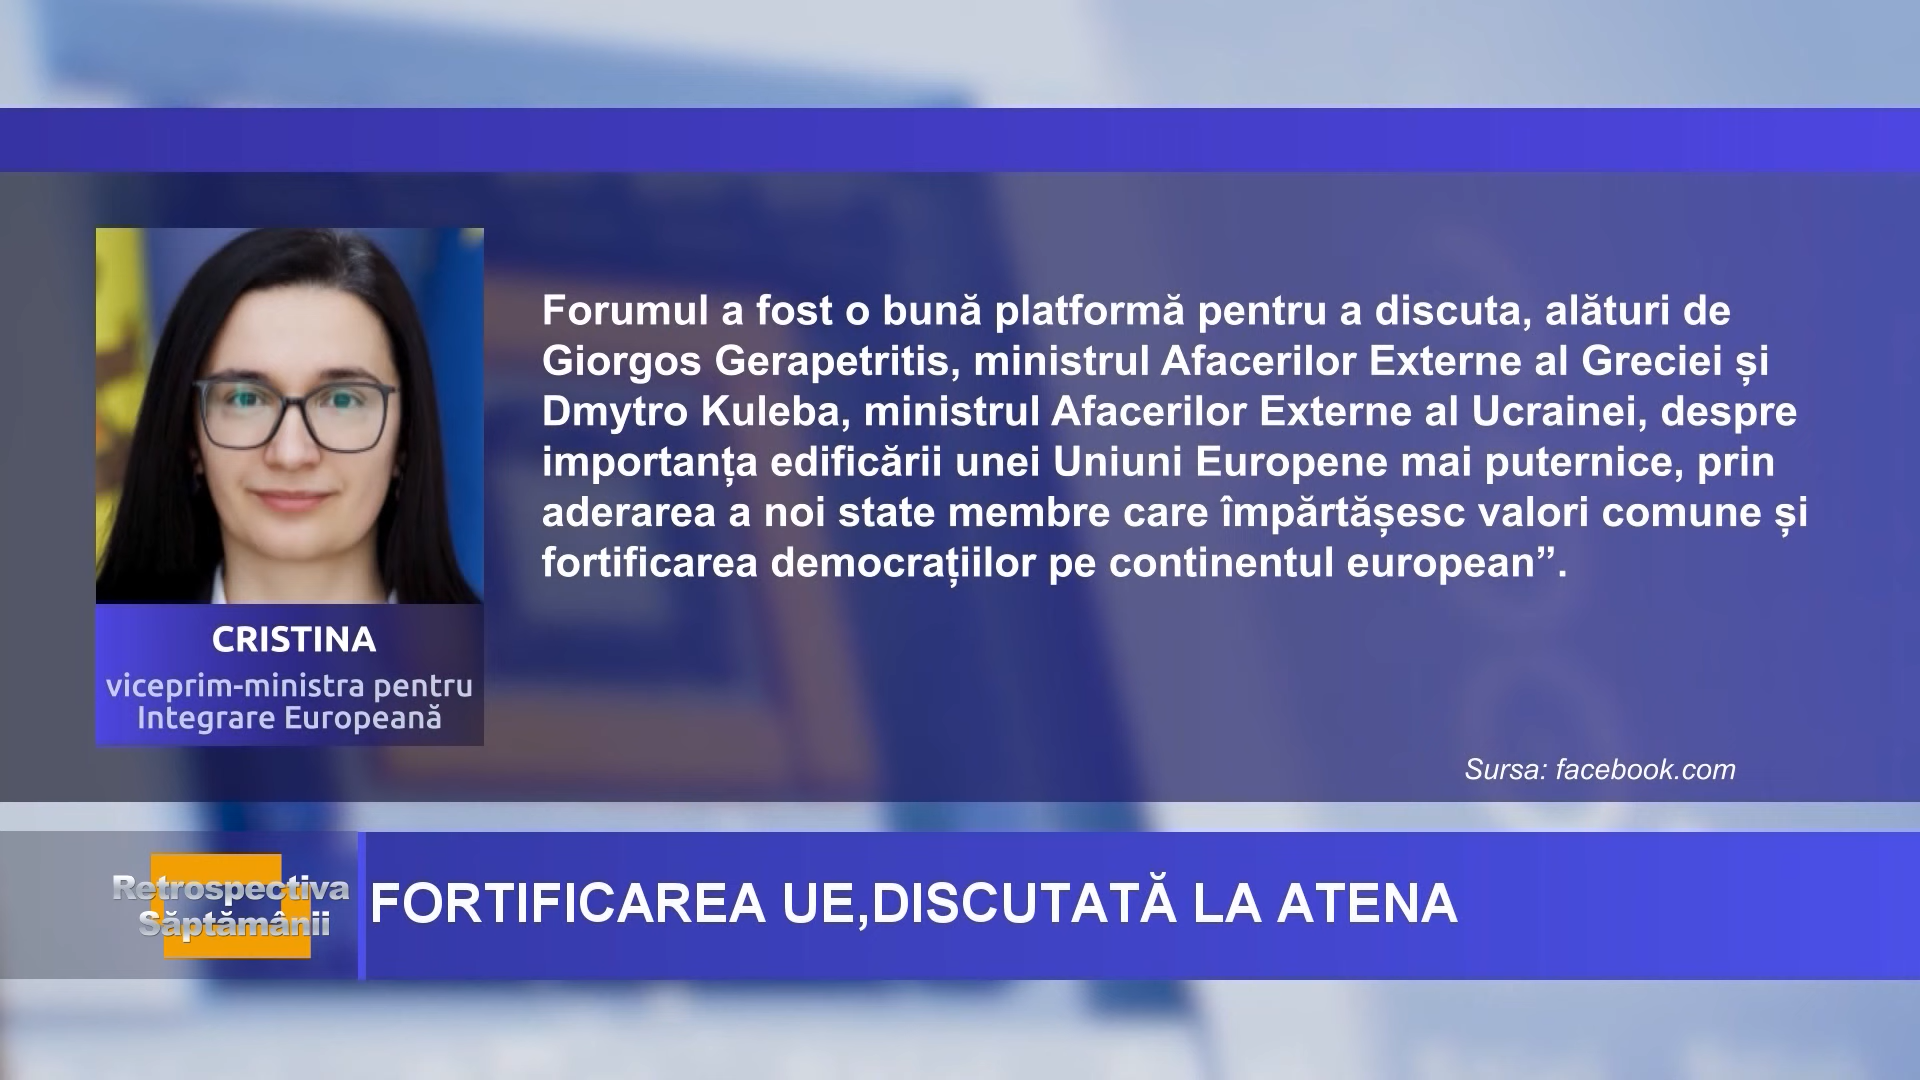 Forumul a fost o bună platformă pentru a discuta, alături de
Giorgos Gerapetritis, ministrul Afacerilor Externe al Greciei și
Dmytro Kuleba, ministrul Afacerilor Externe al Ucrainei, despre
importanța edificării unei Uniuni Europene mai puternice, prin
aderarea a noi state membre care împărtășesc valori comune și
fortificarea democrațiilor pe continentul european”.
CRISTINA
viceprim-ministra pentru
Integrare Europeană
Sursa: facebook.com
Retrospectiva
Săptămânii
FORTIFICAREA UE,DISCUTATĂ LA ATENA